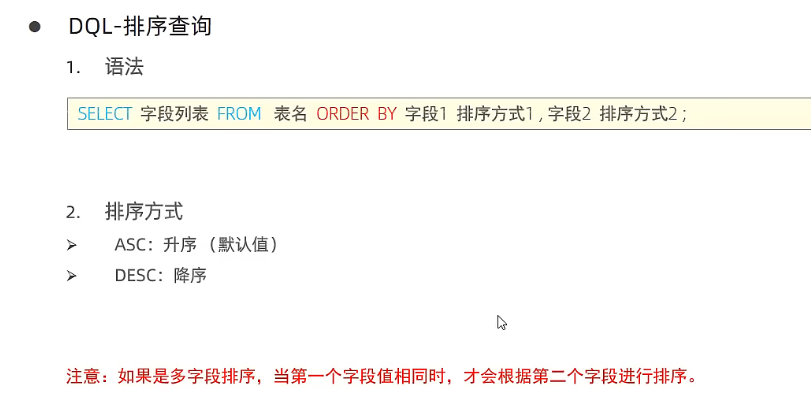 ● DQL-排序查询
1. 语法
SELECT 字段列表 FROM 表名 ORDER BY 字段1 排序方式1 , 字段2 排序方式2 ;
2. 排序方式
➢ ASC：升序（默认值）
➢ DESC：降序
注意：如果是多字段排序，当第一个字段值相同时，才会根据第二个字段进行排序。